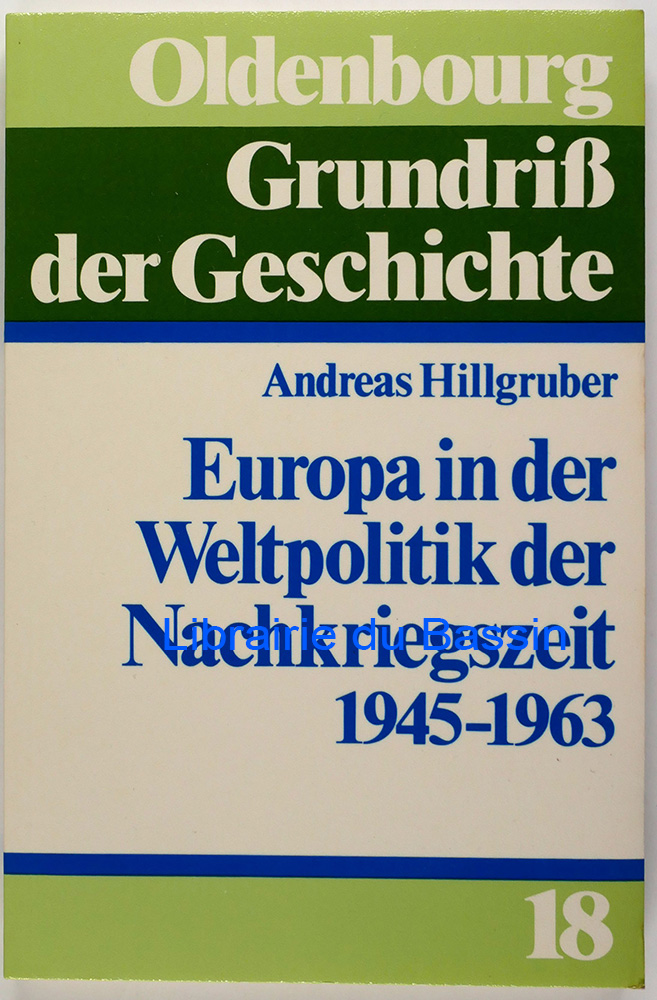 Oldenbourg
Grundriß
der Geschichte
Andreas Hillgruber
Europa in der
Weltpolitik der
Nachkriegszeit
Librairie du Bassin
1945-1963
18